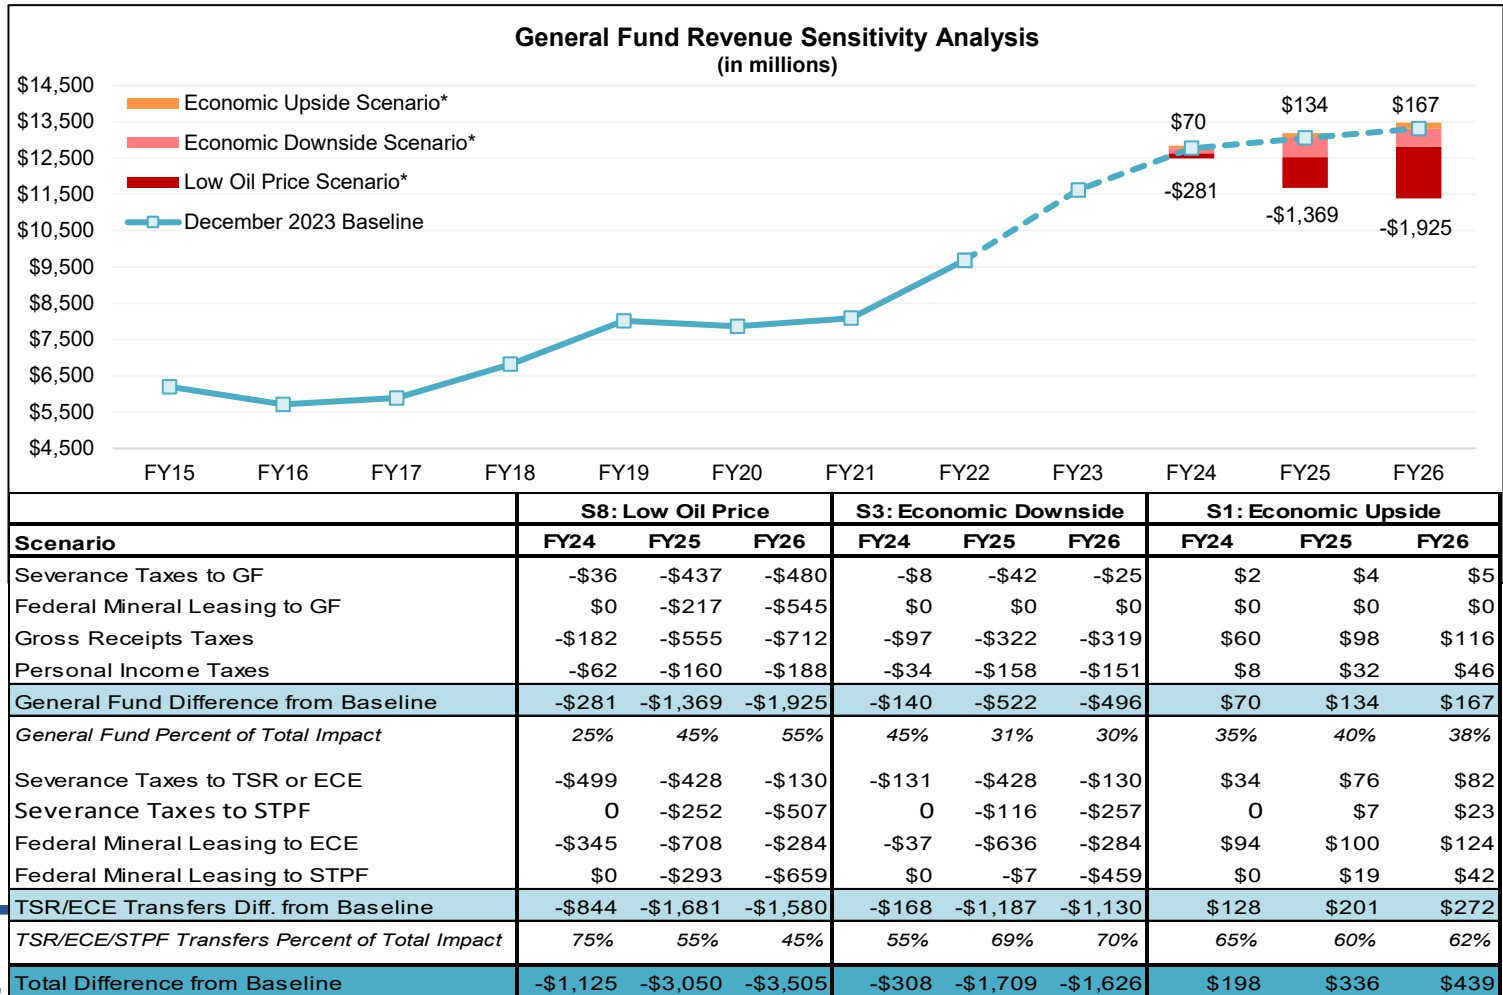 General Fund Revenue Sensitivity Analysis
(in millions)
$14,500
$13,500
$12,500
$11,500
$10,500
$9,500
$8,500
$7,500
$6,500
$5,500
$4,500
Economic Upside Scenario*
Economic Downside Scenario*
Low Oil Price Scenario*
December 2023 Baseline
$70
$134
$167
-$281
-$1,369
-$1,925
FY15 FY16 FY17 FY18 FY19 FY20 FY21 FY22 FY23 FY24 FY25 FY26
S8: Low Oil Price S3: Economic Downside S1: Economic Upside
Scenario FY24 FY25 FY26 FY24 FY25 FY26 FY24 FY25 FY26
Severance Taxes to GF -$36 -$437 -$480 -$8 -$42 -$25 $2 $4 $5
Federal Mineral Leasing to GF $0 -$217 -$545 $0 $0 $0 $0 $0 $0
Gross Receipts Taxes -$182 -$555 -$712 -$97 -$322 -$319 $60 $98 $116
Personal Income Taxes -$62 -$160 -$188 -$34 -$158 -$151 $8 $32 $46
General Fund Difference from Baseline -$281 -$1,369 -$1,925 -$140 -$522 -$496 $70 $134 $167
General Fund Percent of Total Impact 25% 45% 55% 45% 31% 30% 35% 40% 38%
Severance Taxes to TSR or ECE -$499 -$428 -$130 -$131 -$428 -$130 $34 $76 $82
Severance Taxes to STPF 0 -$252 -$507 0 -$116 -$257 0 $7 $23
Federal Mineral Leasing to ECE -$345 -$708 -$284 -$37 -$636 -$284 $94 $100 $124
Federal Mineral Leasing to STPF $0 -$293 -$659 $0 -$7 -$459 $0 $19 $42
TSR/ECE Transfers Diff. from Baseline -$844 -$1,681 -$1,580 -$168 -$1,187 -$1,130 $128 $201 $272
TSR/ECE/STPF Transfers Percent of Total Impact 75% 55% 45% 55% 69% 70% 65% 60% 62%
Total Difference from Baseline -$1,125 -$3,050 -$3,505 -$308 -$1,709 -$1,626 $198 $336 $439